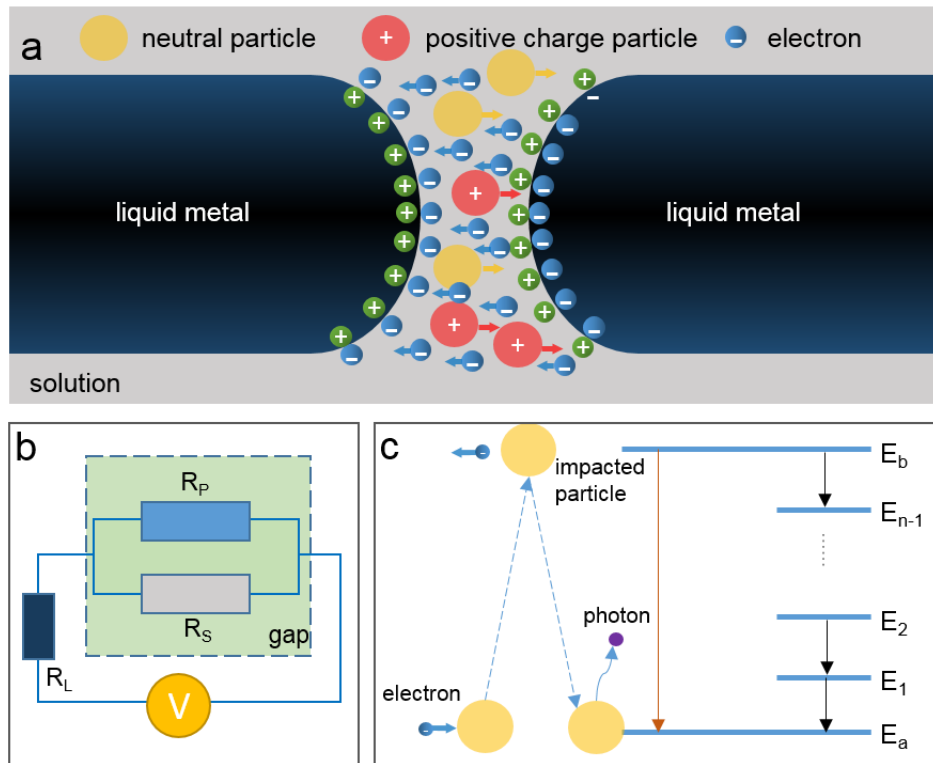 a
neutral particle
+ positive charge particle
− electron
liquid metal
liquid metal
solution
b
R_P
R_S
gap
R_L
V
c
impacted
particle
photon
electron
E_b
E_n-1
E_2
E_1
E_a